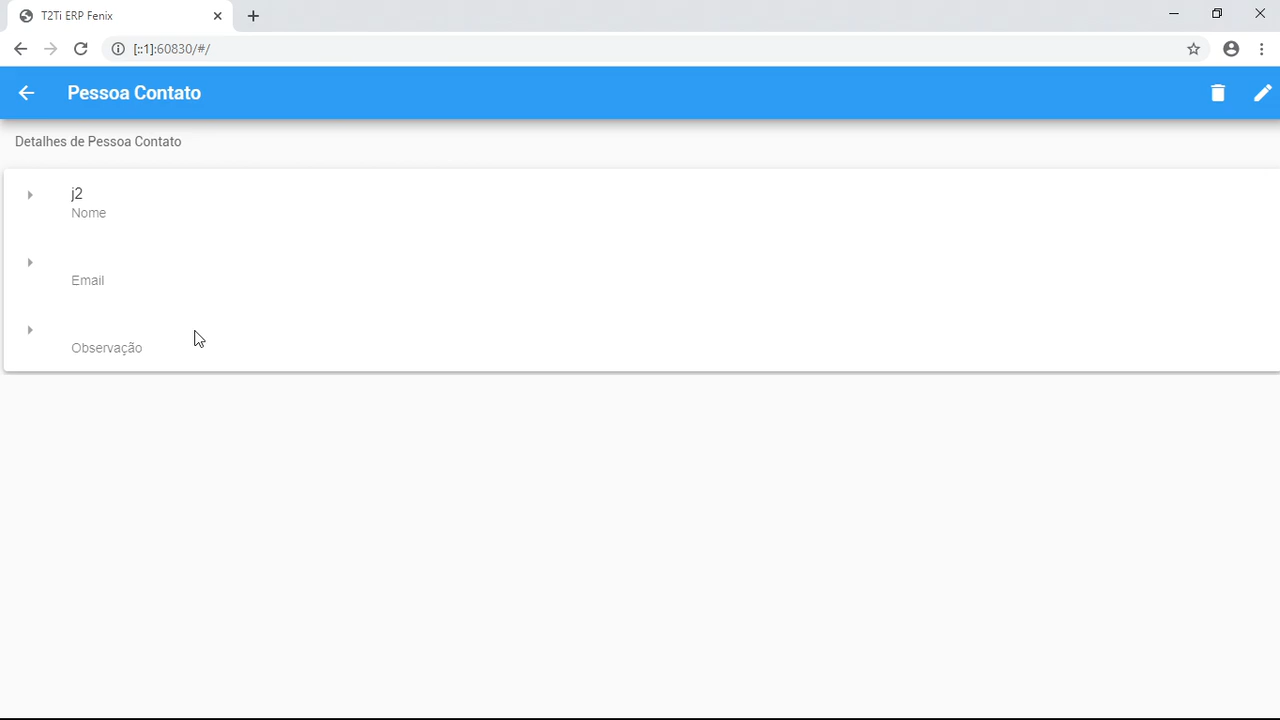 T2Ti ERP Fenix
[::1]:60830/#/
Pessoa Contato
Detalhes de Pessoa Contato
j2
Nome
Email
Observação